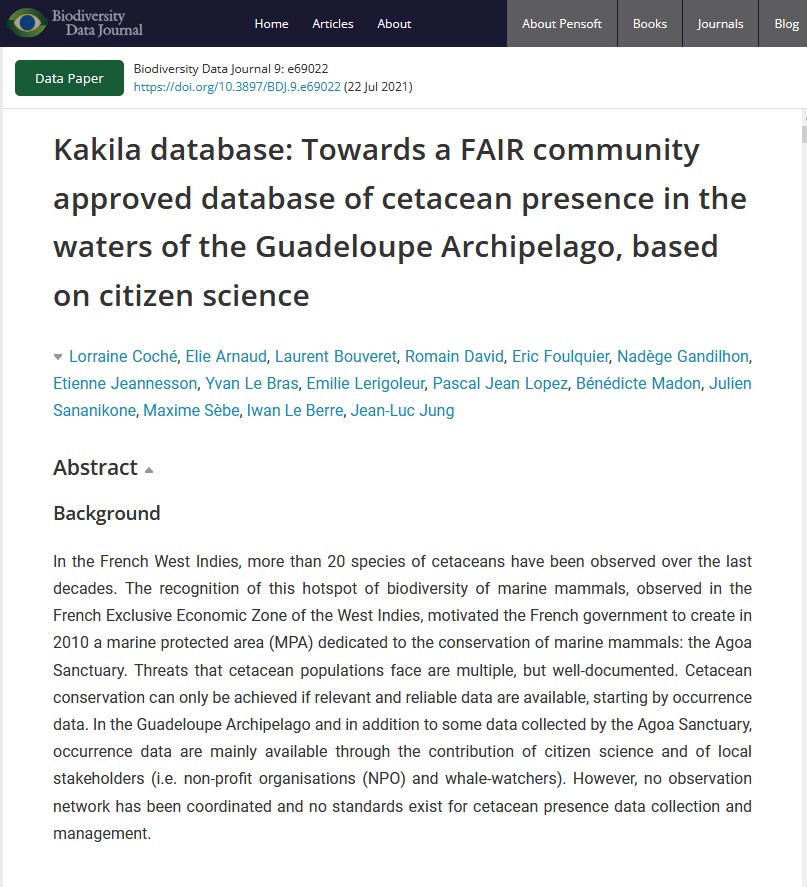 Biodiversity
Data Journal
Home Articles About About Pensoft Books Journals Blog
Data Paper
Biodiversity Data Journal 9: e69022
https://doi.org/10.3897/BDJ.9.e69022 (22 Jul 2021)
Kakila database: Towards a FAIR community
approved database of cetacean presence in the
waters of the Guadeloupe Archipelago, based
on citizen science
Lorraine Coché, Elie Arnaud, Laurent Bouveret, Romain David, Eric Foulquier, Nadège Gandilhon,
Etienne Jeannesson, Yvan Le Bras, Emilie Lerigoleur, Pascal Jean Lopez, Bénédicte Madon, Julien
Sananikone, Maxime Sèbe, Iwan Le Berre, Jean-Luc Jung
Abstract
Background
In the French West Indies, more than 20 species of cetaceans have been observed over the last
decades. The recognition of this hotspot of biodiversity of marine mammals, observed in the
French Exclusive Economic Zone of the West Indies, motivated the French government to create in
2010 a marine protected area (MPA) dedicated to the conservation of marine mammals: the Agoa
Sanctuary. Threats that cetacean populations face are multiple, but well-documented. Cetacean
conservation can only be achieved if relevant and reliable data are available, starting by occurrence
data. In the Guadeloupe Archipelago and in addition to some data collected by the Agoa Sanctuary,
occurrence data are mainly available through the contribution of citizen science and of local
stakeholders (i.e. non-profit organisations (NPO) and whale-watchers). However, no observation
network has been coordinated and no standards exist for cetacean presence data collection and
management.